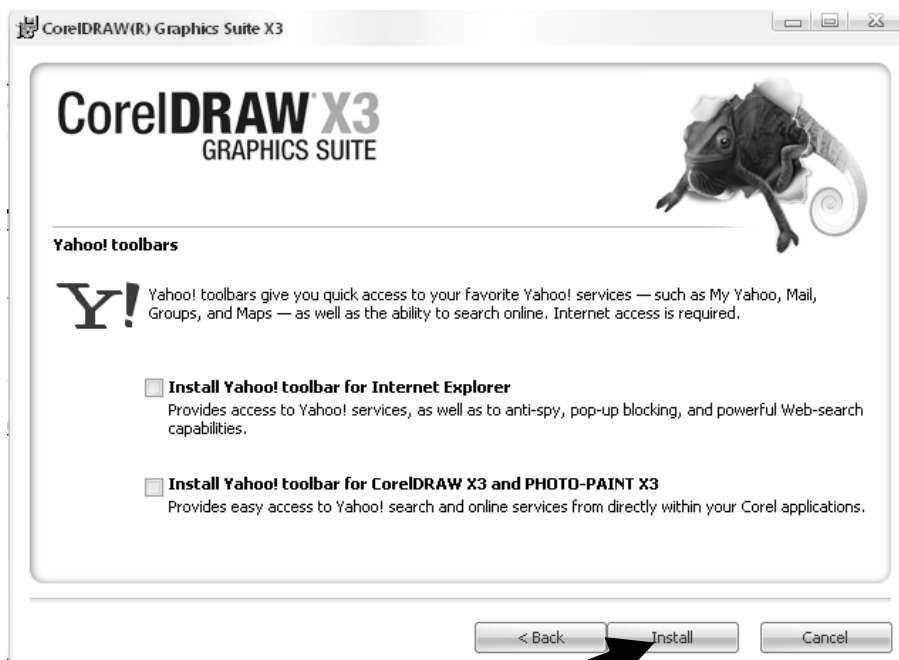 CorelDRAW(R) Graphics Suite X3
CorelDRAW X3
GRAPHICS SUITE
Yahoo! toolbars
Y!
Yahoo! toolbars give you quick access to your favorite Yahoo! services — such as My Yahoo, Mail,
Groups, and Maps — as well as the ability to search online. Internet access is required.
Install Yahoo! toolbar for Internet Explorer
Provides access to Yahoo! services, as well as to anti-spy, pop-up blocking, and powerful Web-search
capabilities.
Install Yahoo! toolbar for CorelDRAW X3 and PHOTO-PAINT X3
Provides easy access to Yahoo! search and online services from directly within your Corel applications.
< Back Install Cancel